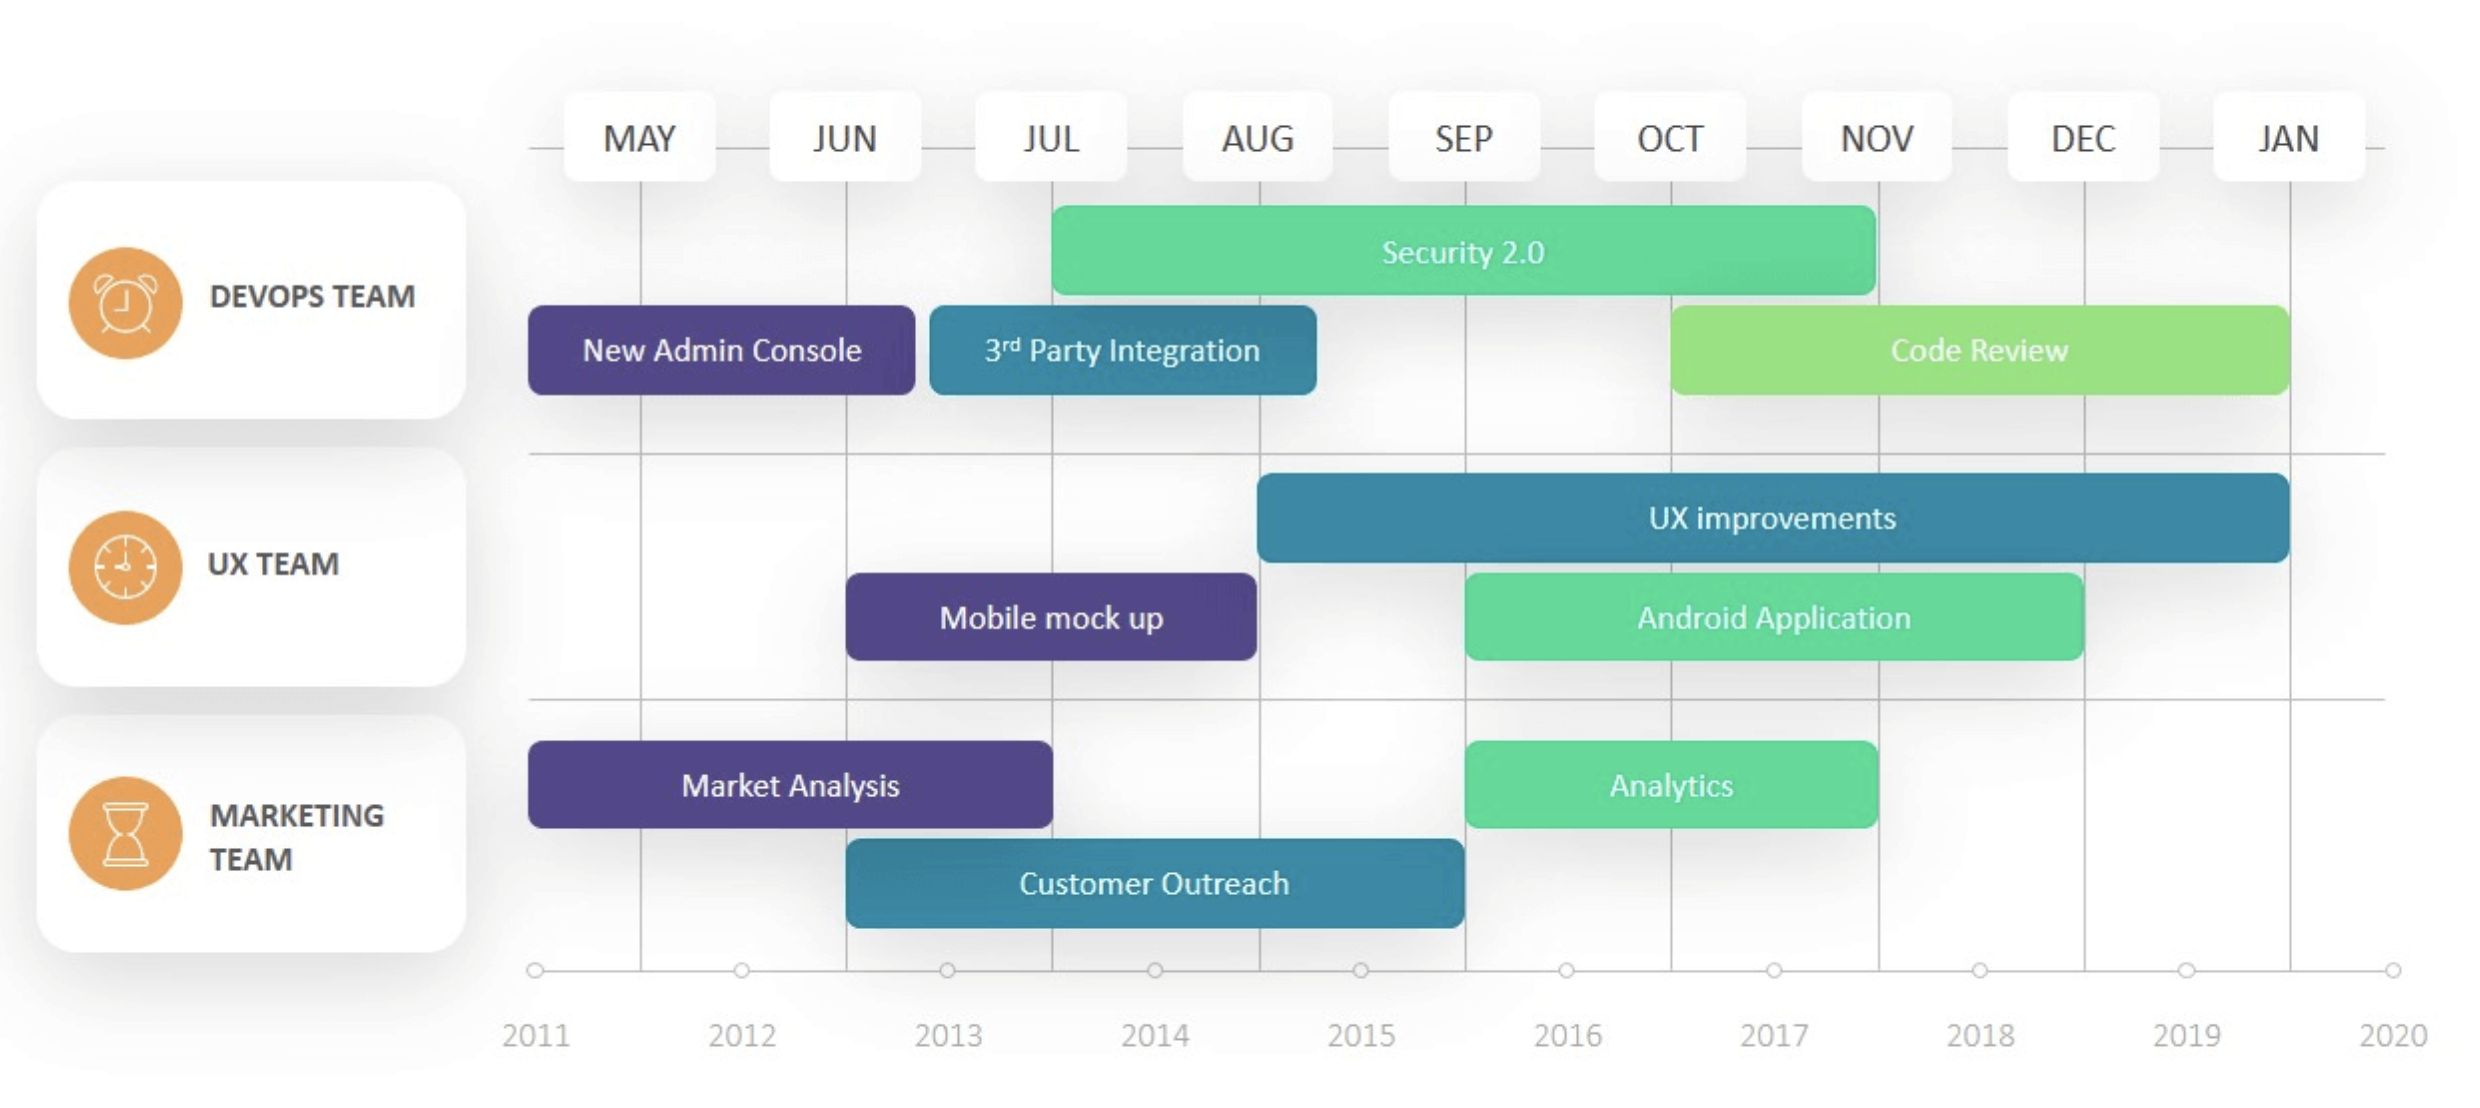 MAY JUN JUL AUG SEP OCT NOV DEC JAN
DEVOPS TEAM
Security 2.0
New Admin Console
3rd Party Integration
Code Review
UX TEAM
UX improvements
Mobile mock up
Android Application
MARKETING
TEAM
Market Analysis
Analytics
Customer Outreach
2011 2012 2013 2014 2015 2016 2017 2018 2019 2020